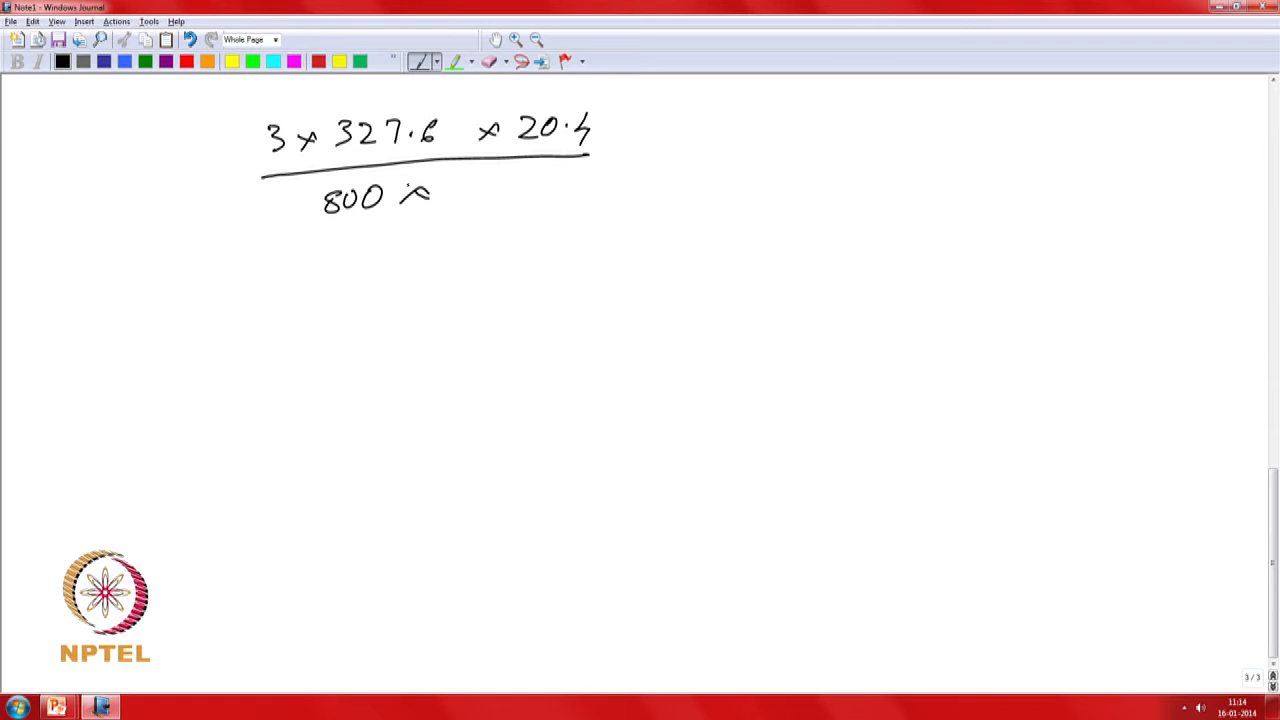 Note1 - Windows Journal
File Edit View Insert Actions Tools Help
Whole Page
B I
3 x 327.6 x 20.4
800 x
NPTEL
3 / 3
11:14
16-01-2014